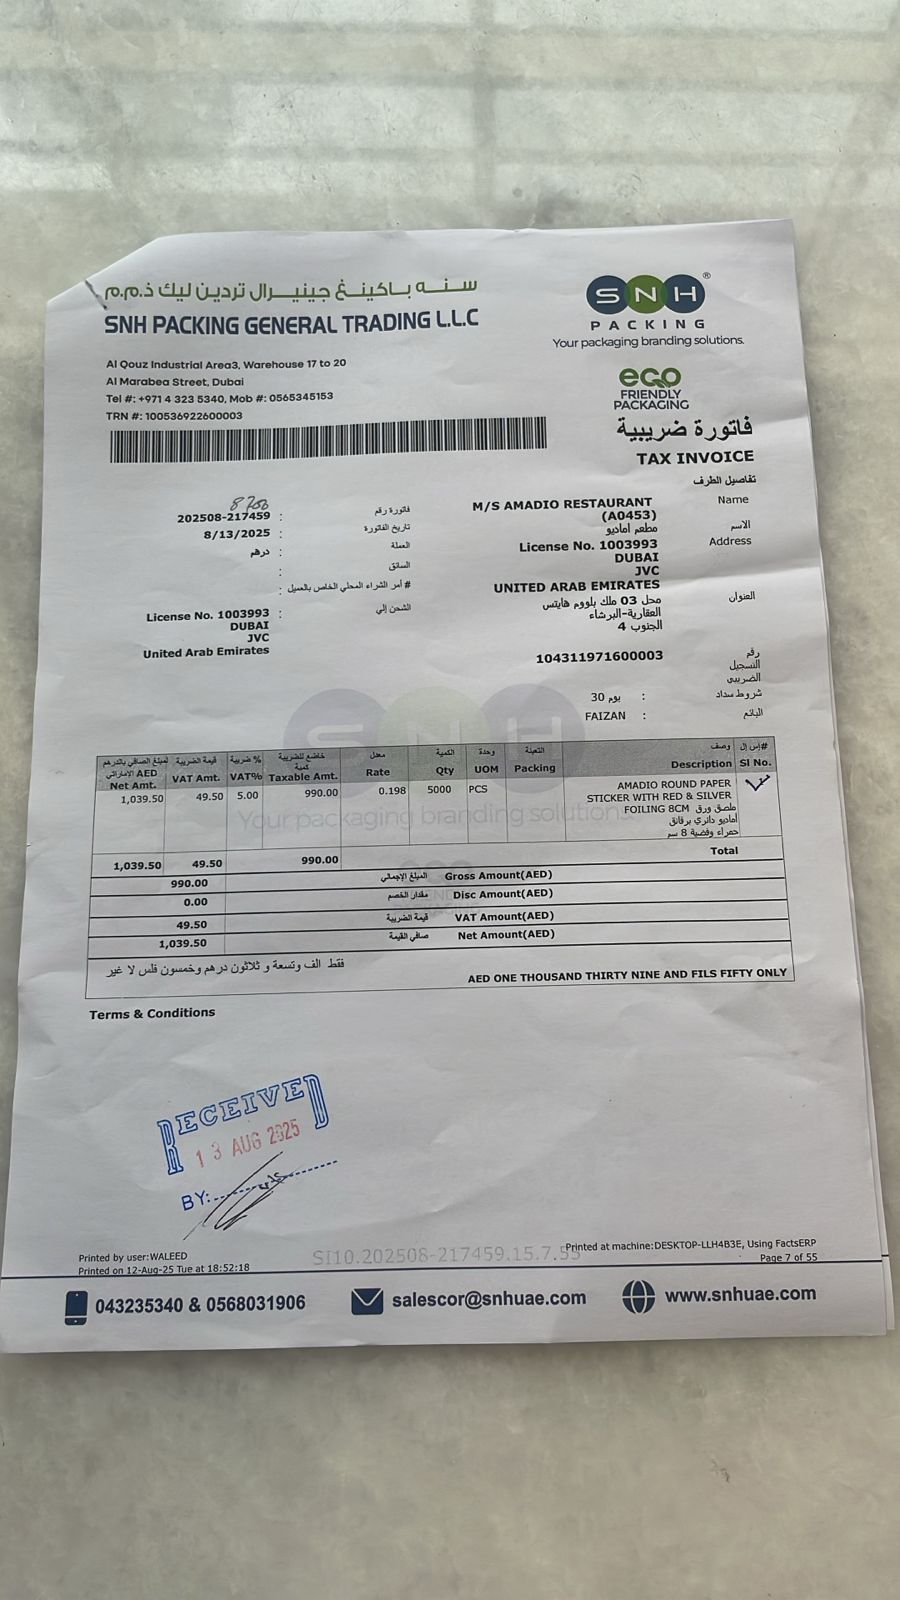 سنه باكينغ جينيرال تردين ليك ذ.م.م
SNH PACKING GENERAL TRADING L.L.C
Al Qouz Industrial Area3, Warehouse 17 to 20
Al Marabea Street, Dubai
Tel #: +971 4 323 5340, Mob #: 0565345153
TRN #: 100536922600003
SNH®
PACKING
Your packaging branding solutions.
eco
FRIENDLY
PACKAGING
فاتورة ضريبية
TAX INVOICE
تفاصيل الطرف
Name
M/S AMADIO RESTAURANT
(A0453)
الاسم
مطعم اماديو
Address
License No. 1003993
DUBAI
JVC
UNITED ARAB EMIRATES
العنوان
محل 03 ملك بلووم هايتس
العقارية-البرشاء
الجنوب 4
رقم
التسجيل
الضريبي
104311971600003
شروط سداد : 30 يوم
البائع : FAIZAN
فاتورة رقم : 202508-217459
تاريخ الفاتورة : 8/13/2025
العملة : درهم
السائق :
# أمر الشراء المحلي الخاص بالعميل :
الشحن إلي : License No. 1003993
DUBAI
JVC
United Arab Emirates
لمبلغ الصافي بالدرهم الاماراتي AED Net Amt. قيمة الضريبة VAT Amt. ضريبة % VAT% خاضع للضريبة كمية Taxable Amt. معدل Rate الكمية Qty وحدة UOM التعبئة Packing وصف Description #إس إل Sl No.
1,039.50 49.50 5.00 990.00 0.198 5000 PCS AMADIO ROUND PAPER
STICKER WITH RED & SILVER
FOILING 8CM ملصق ورق
اماديو دائري برقائق
حمراء وفضية 8 سم
SNH
Your packaging branding solutions.
1,039.50 49.50 990.00 Total
990.00 المبلغ الإجمالي Gross Amount(AED)
0.00 مقدار الخصم Disc Amount(AED)
49.50 قيمة الضريبة VAT Amount(AED)
1,039.50 صافي القيمة Net Amount(AED)
فقط الف وتسعة و ثلاثون درهم وخمسون فلس لا غير
AED ONE THOUSAND THIRTY NINE AND FILS FIFTY ONLY
Terms & Conditions
RECEIVED
13 AUG 2025
BY:
Printed by user:WALEED
Printed on 12-Aug-25 Tue at 18:52:18
SI10.202508-217459.15.7.55
Printed at machine:DESKTOP-LLH4B3E, Using FactsERP
Page 7 of 55
043235340 & 0568031906
salescor@snhuae.com
www.snhuae.com